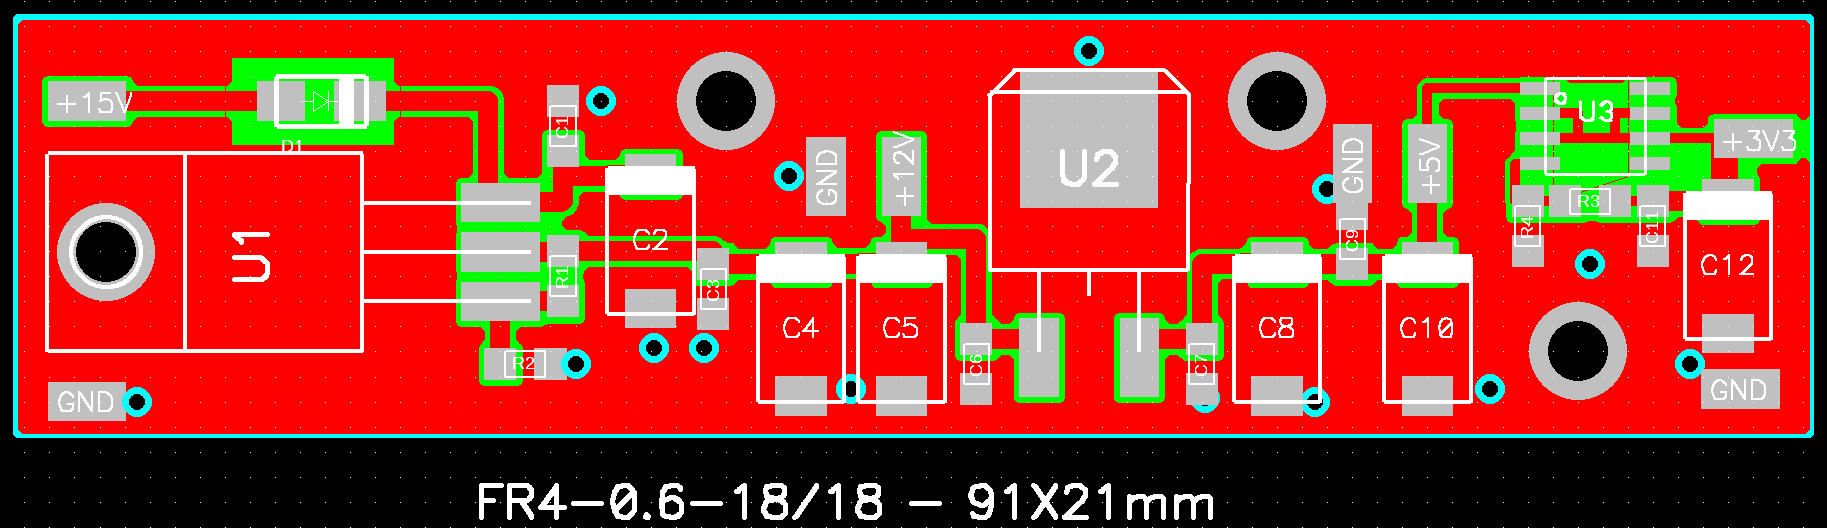 +15V
D1
U1
GND
C1
R1
R2
C2
C3
GND
+12V
C4
C5
C6
U2
C7
C8
GND
C9
+5V
C10
U3
R3
R4
C11
+3V3
C12
GND
FR4-0.6-18/18 - 91X21mm